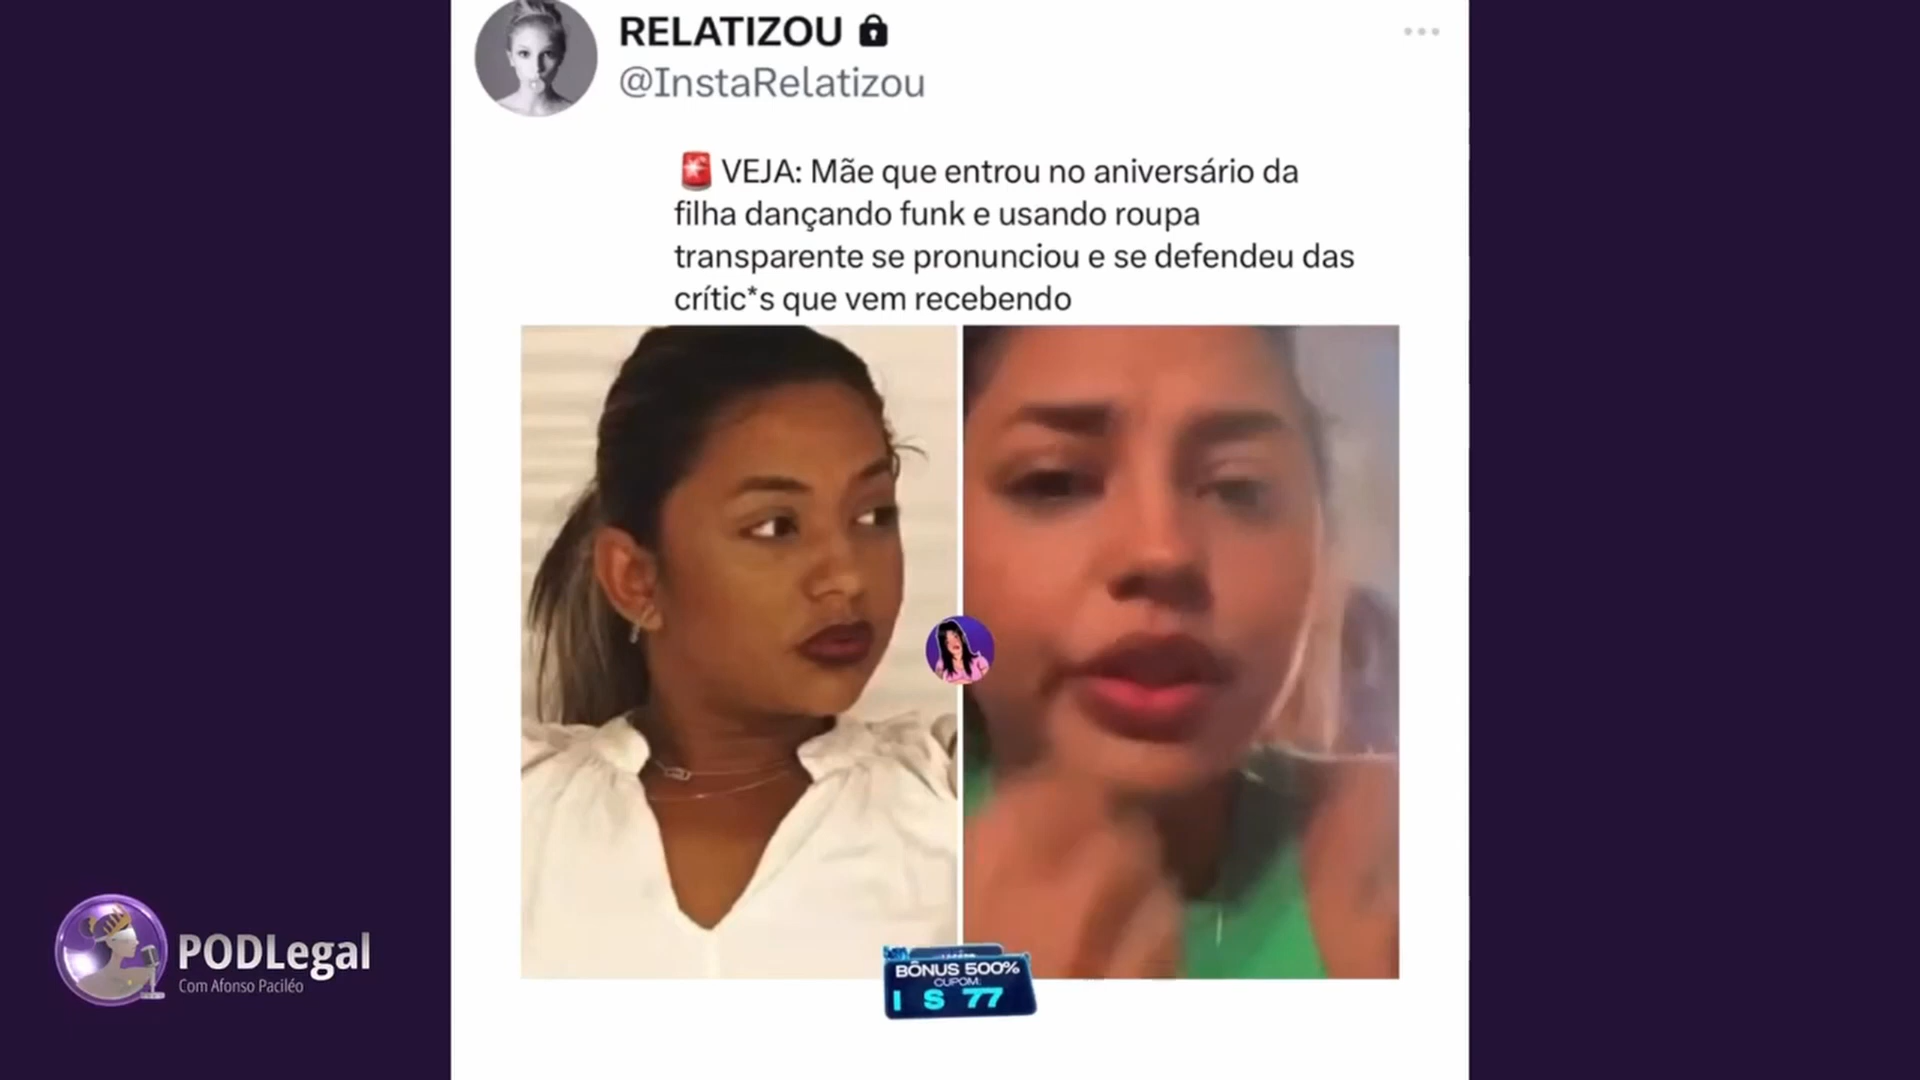 RELATIZOU
@InstaRelatizou
VEJA: Mãe que entrou no aniversário da
filha dançando funk e usando roupa
transparente se pronunciou e se defendeu das
crític*s que vem recebendo
BÔNUS 500%
CUPOM:
I S 77
PODLegal
Com Afonso Paciléo